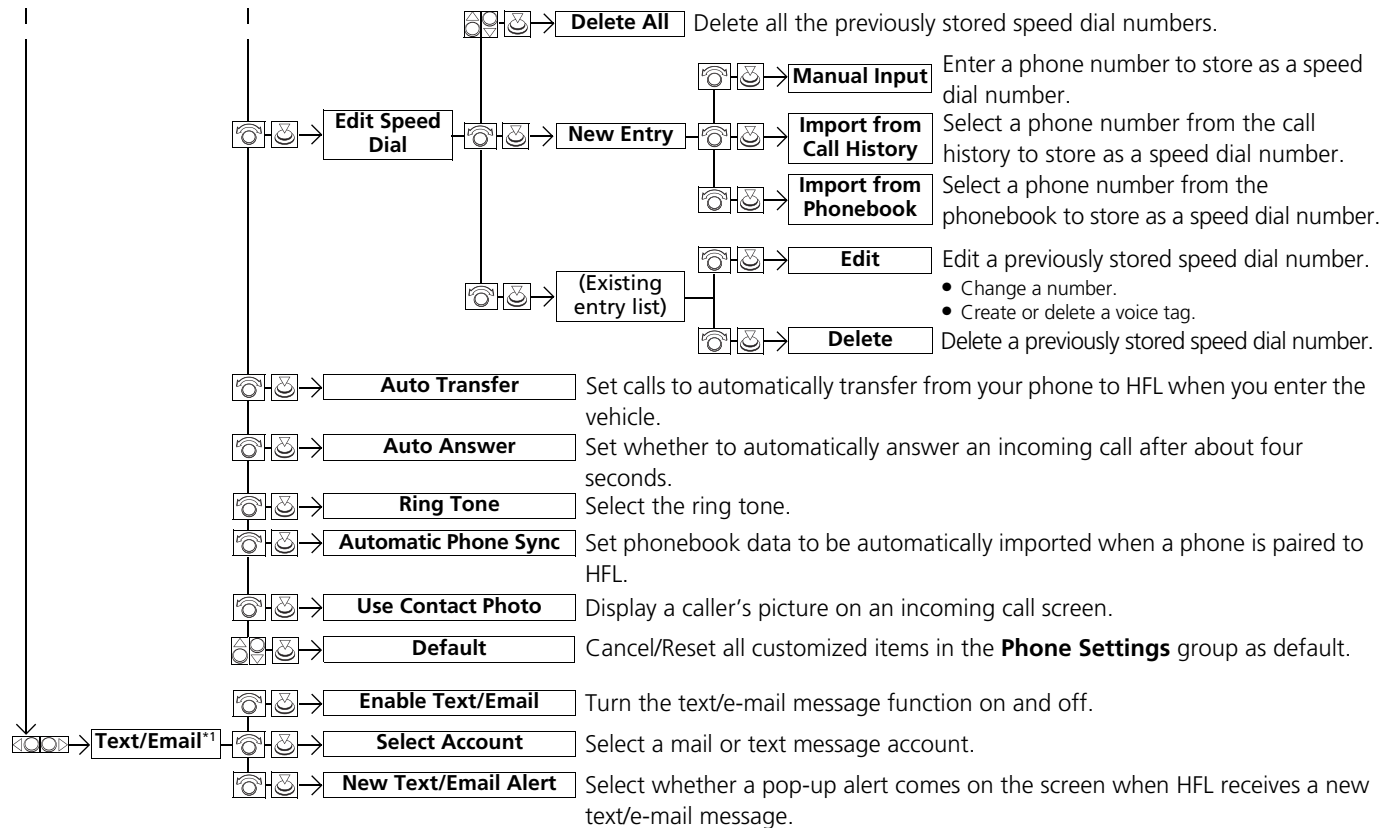 Delete All Delete all the previously stored speed dial numbers.
Edit Speed
Dial
New Entry
Manual Input Enter a phone number to store as a speed
dial number.
Import from
Call History
Select a phone number from the call
history to store as a speed dial number.
Import from
Phonebook
Select a phone number from the
phonebook to store as a speed dial number.
(Existing
entry list)
Edit Edit a previously stored speed dial number.
• Change a number.
• Create or delete a voice tag.
Delete Delete a previously stored speed dial number.
Auto Transfer Set calls to automatically transfer from your phone to HFL when you enter the
vehicle.
Auto Answer Set whether to automatically answer an incoming call after about four
seconds.
Ring Tone Select the ring tone.
Automatic Phone Sync Set phonebook data to be automatically imported when a phone is paired to
HFL.
Use Contact Photo Display a caller's picture on an incoming call screen.
Default Cancel/Reset all customized items in the Phone Settings group as default.
Text/Email*1
Enable Text/Email Turn the text/e-mail message function on and off.
Select Account Select a mail or text message account.
New Text/Email Alert Select whether a pop-up alert comes on the screen when HFL receives a new
text/e-mail message.